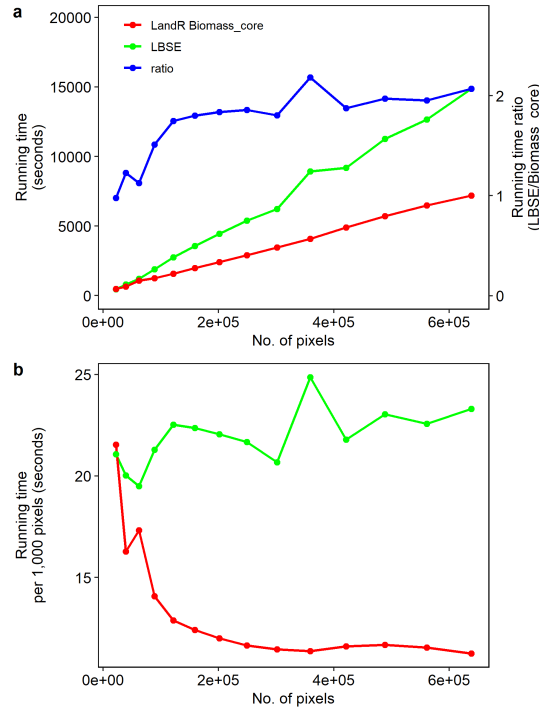 a
LandR Biomass_core
LBSE
ratio
20000
15000
10000
5000
0
Running time
(seconds)
2
1
0
Running time ratio
(LBSE/Biomass_core)
0e+00
2e+05
4e+05
6e+05
No. of pixels
b
25
20
15
Running time
per 1,000 pixels (seconds)
0e+00
2e+05
4e+05
6e+05
No. of pixels